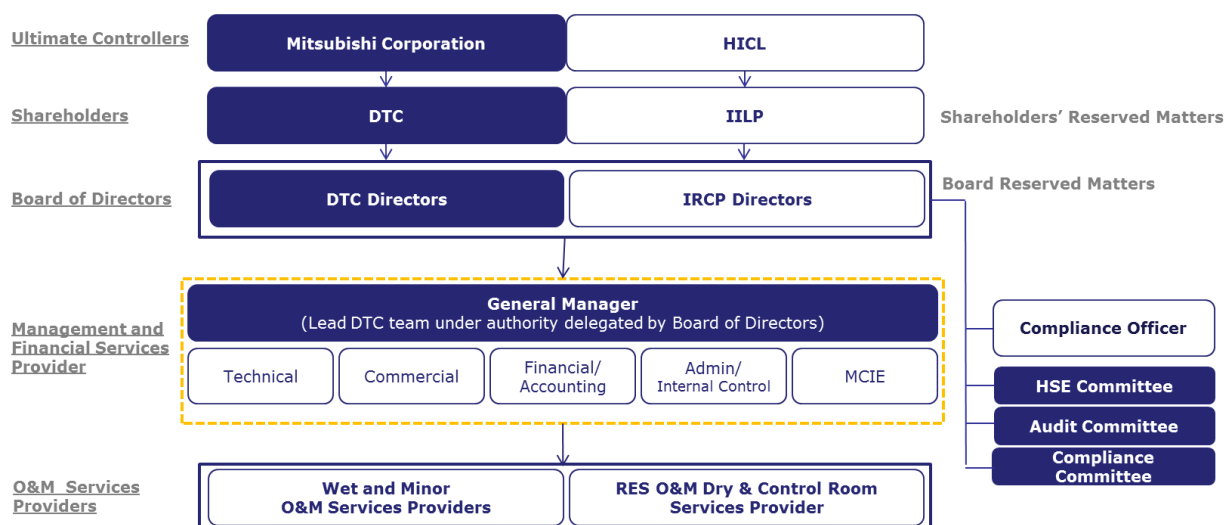 Ultimate Controllers
Mitsubishi Corporation
HICL
Shareholders
DTC
IILP
Shareholders' Reserved Matters
Board of Directors
DTC Directors
IRCP Directors
Board Reserved Matters
Management and
Financial Services
Provider
General Manager
(Lead DTC team under authority delegated by Board of Directors)
Technical
Commercial
Financial/
Accounting
Admin/
Internal Control
MCIE
Compliance Officer
HSE Committee
Audit Committee
Compliance
Committee
O&M Services
Providers
Wet and Minor
O&M Services Providers
RES O&M Dry & Control Room
Services Provider